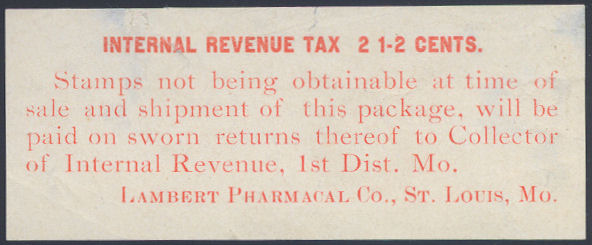 INTERNAL REVENUE TAX 2 1-2 CENTS.
Stamps not being obtainable at time of
sale and shipment of this package, will be
paid on sworn returns thereof to Collector
of Internal Revenue, 1st Dist. Mo.
LAMBERT PHARMACAL CO., ST. LOUIS, MO.